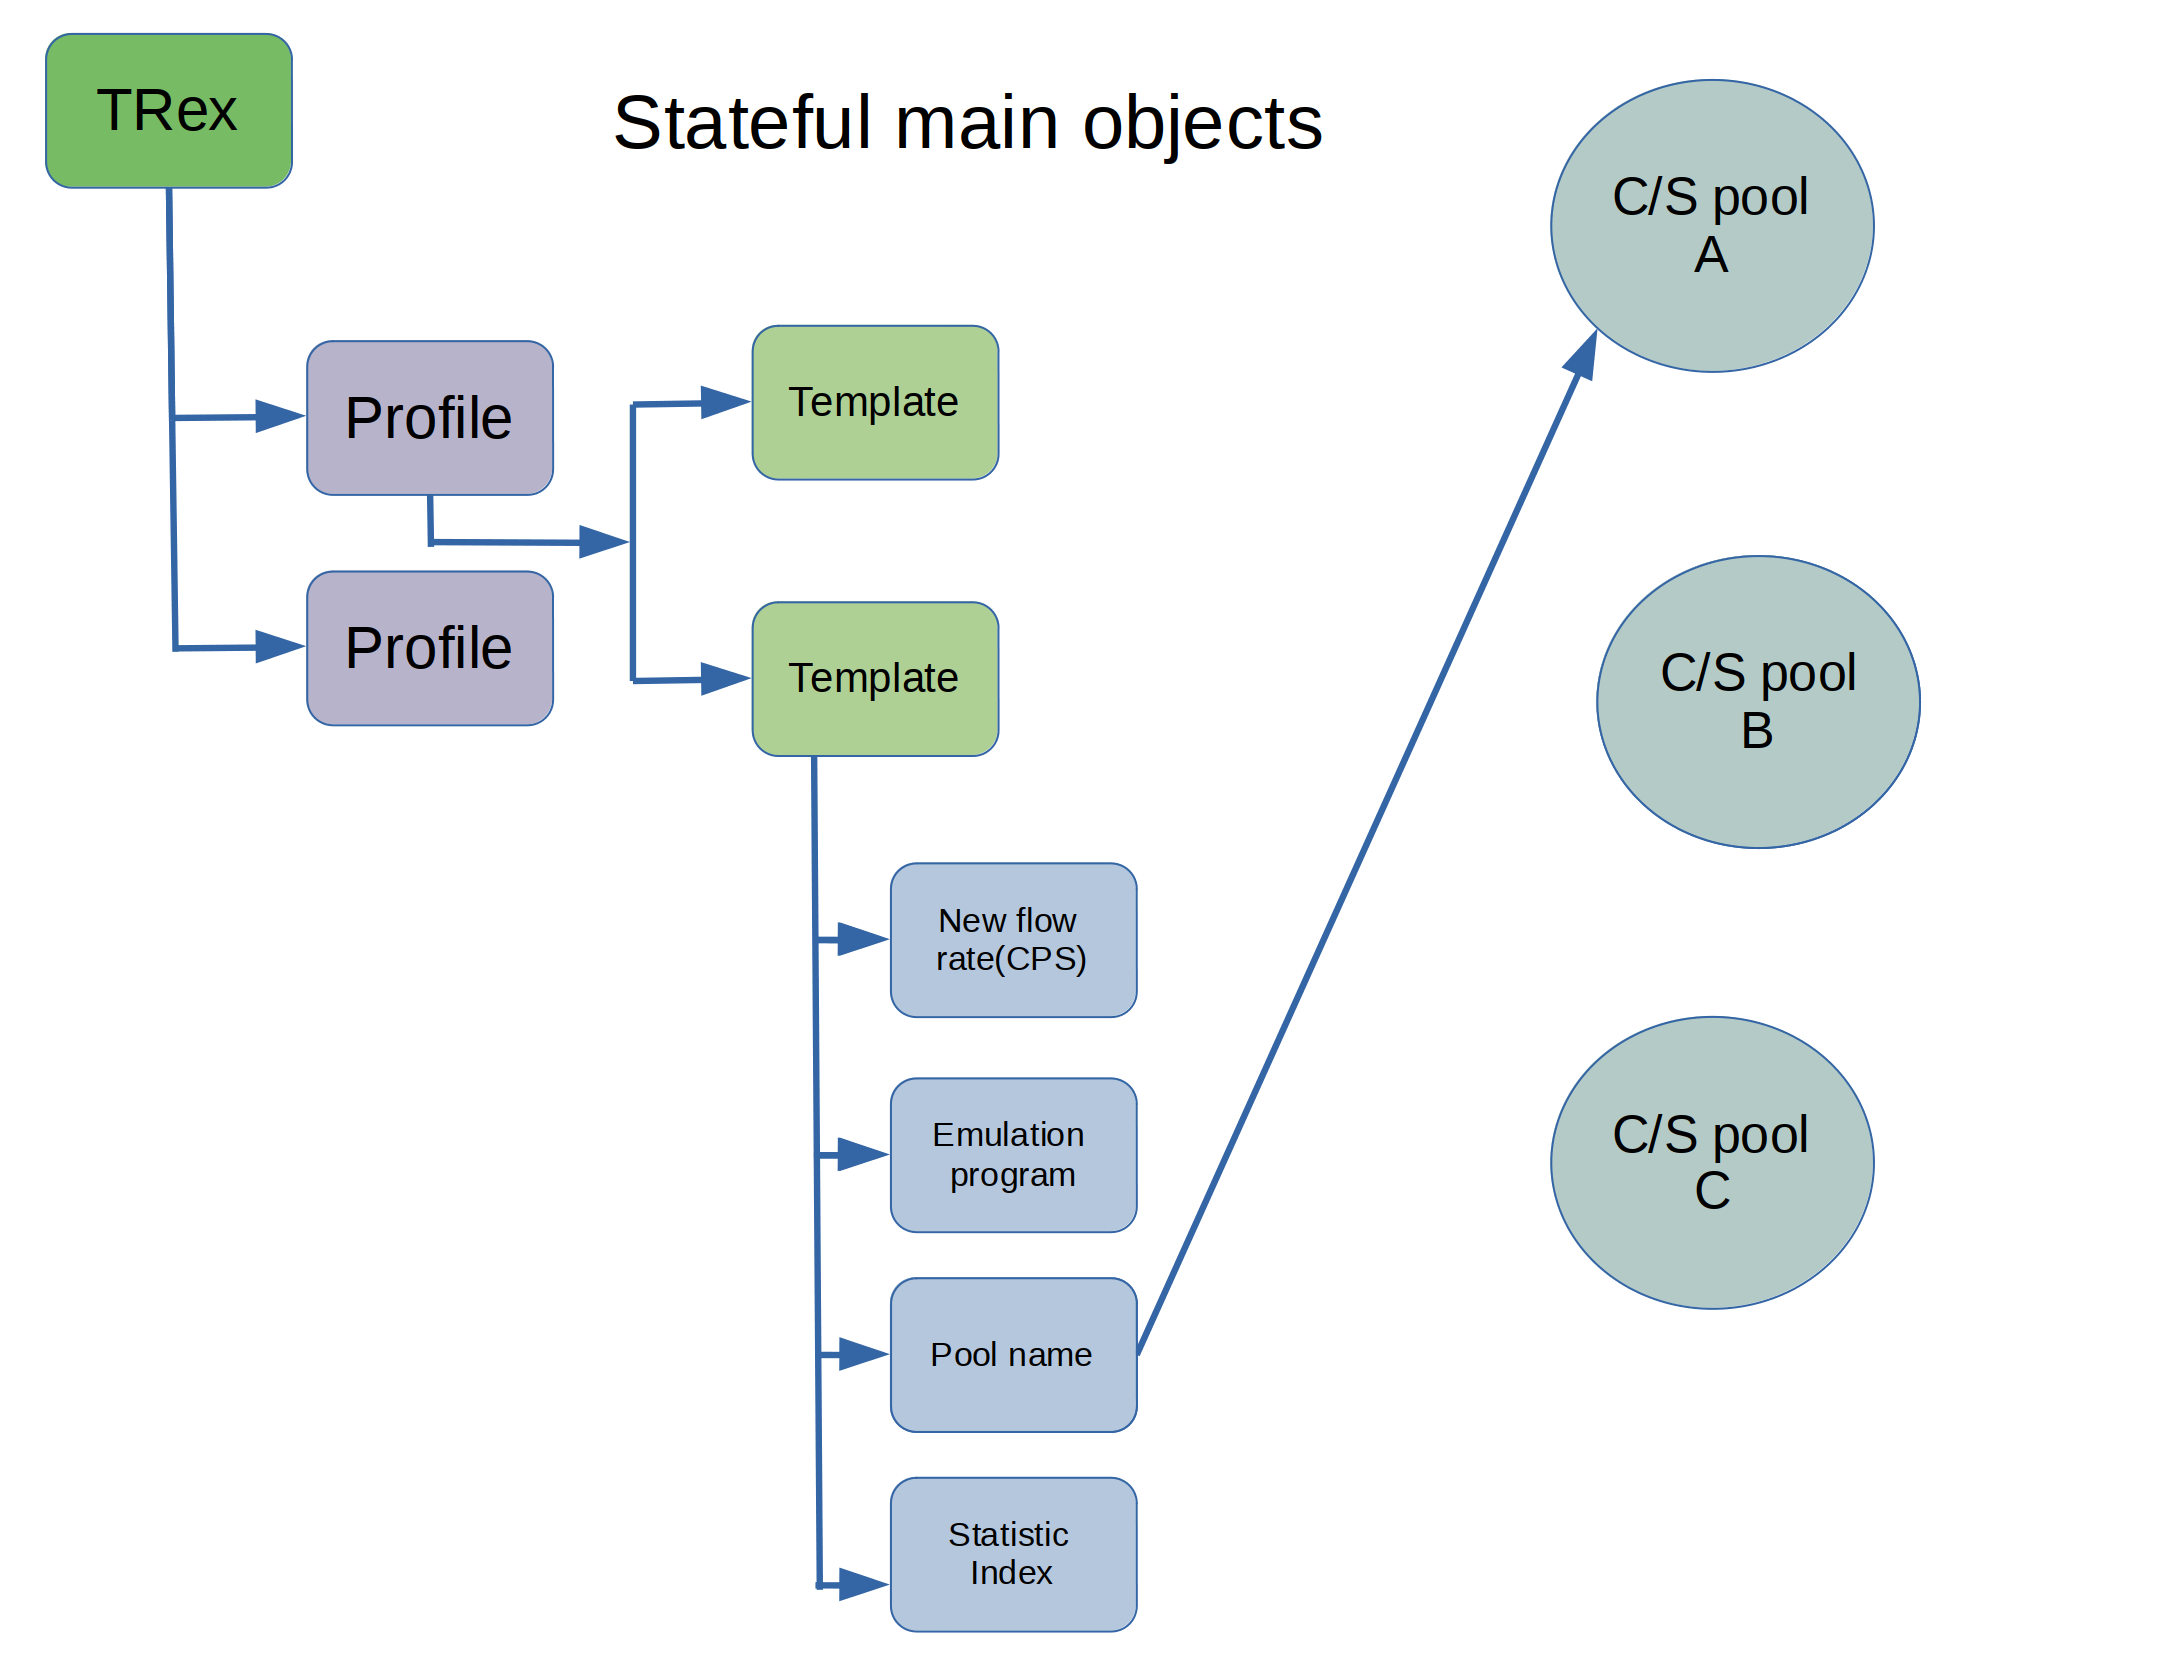 TRex
Stateful main objects
C/S pool
A
Profile
Template
Profile
Template
C/S pool
B
New flow
rate(CPS)
Emulation
program
Pool name
Statistic
Index
C/S pool
C